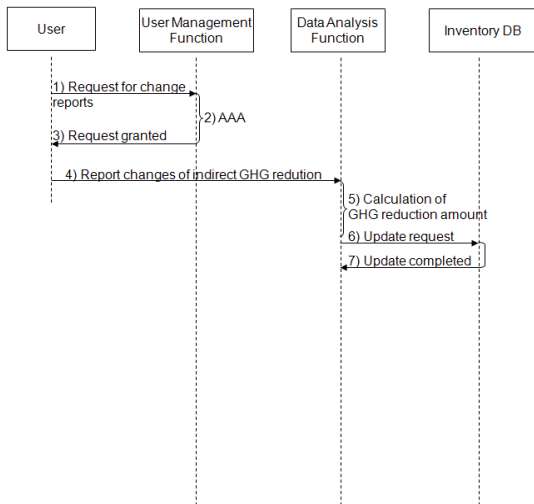 User
User Management
Function
Data Analysis
Function
Inventory DB
1) Request for change
reports
2) AAA
3) Request granted
4) Report changes of indirect GHG redution
5) Calculation of
GHG reduction amount
6) Update request
7) Update completed